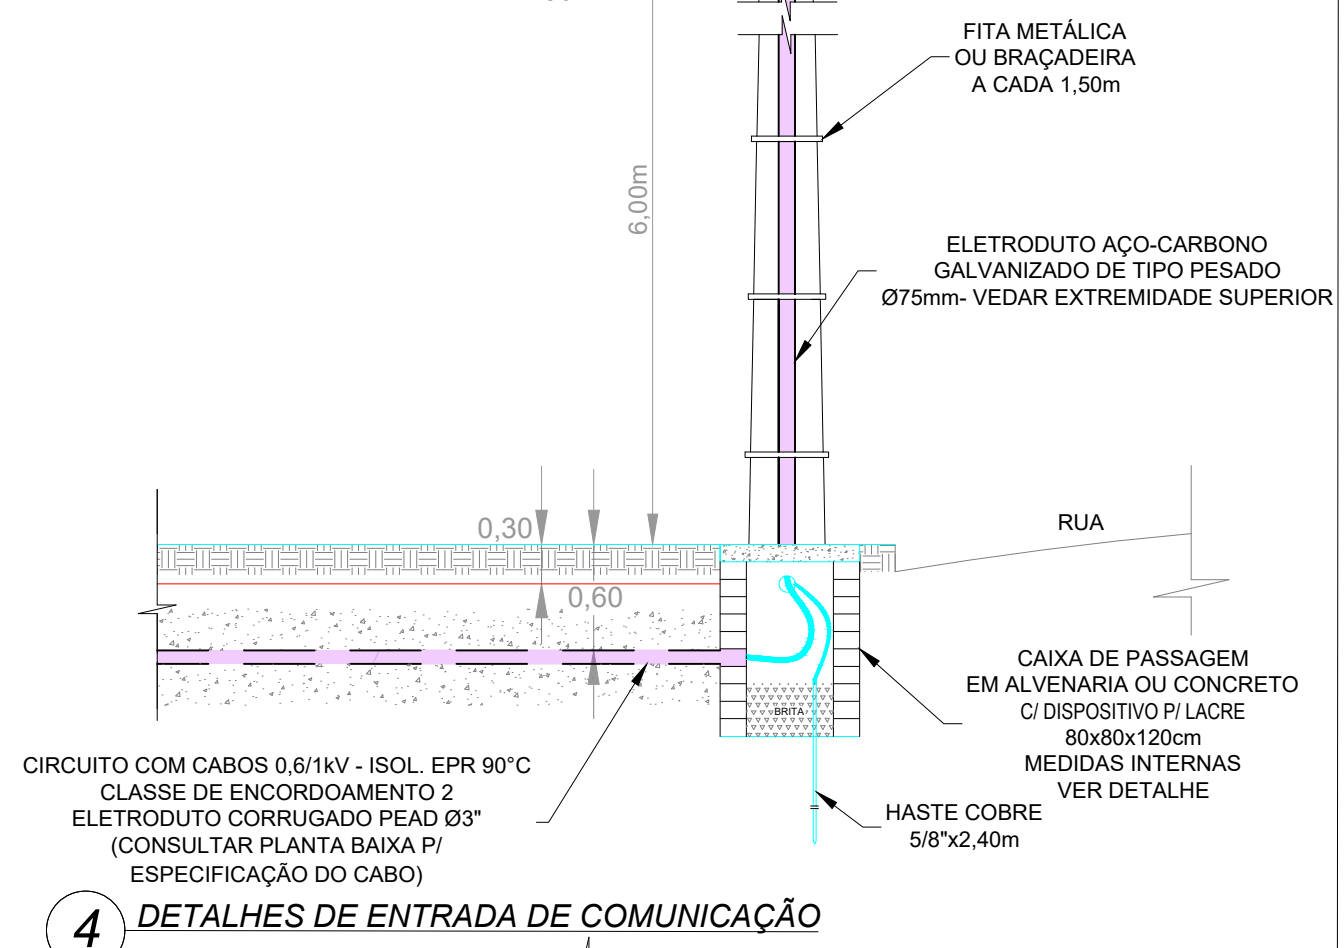 FITA METÁLICA
OU BRAÇADEIRA
A CADA 1,50m
6,00m
ELETRODUTO AÇO-CARBONO
GALVANIZADO DE TIPO PESADO
Ø75mm- VEDAR EXTREMIDADE SUPERIOR
0,30
RUA
0,60
CAIXA DE PASSAGEM
EM ALVENARIA OU CONCRETO
C/ DISPOSITIVO P/ LACRE
80x80x120cm
MEDIDAS INTERNAS
VER DETALHE
BRITA
CIRCUITO COM CABOS 0,6/1kV - ISOL. EPR 90°C
CLASSE DE ENCORDOAMENTO 2
ELETRODUTO CORRUGADO PEAD Ø3"
(CONSULTAR PLANTA BAIXA P/
ESPECIFICAÇÃO DO CABO)
HASTE COBRE
5/8"x2,40m
4 DETALHES DE ENTRADA DE COMUNICAÇÃO